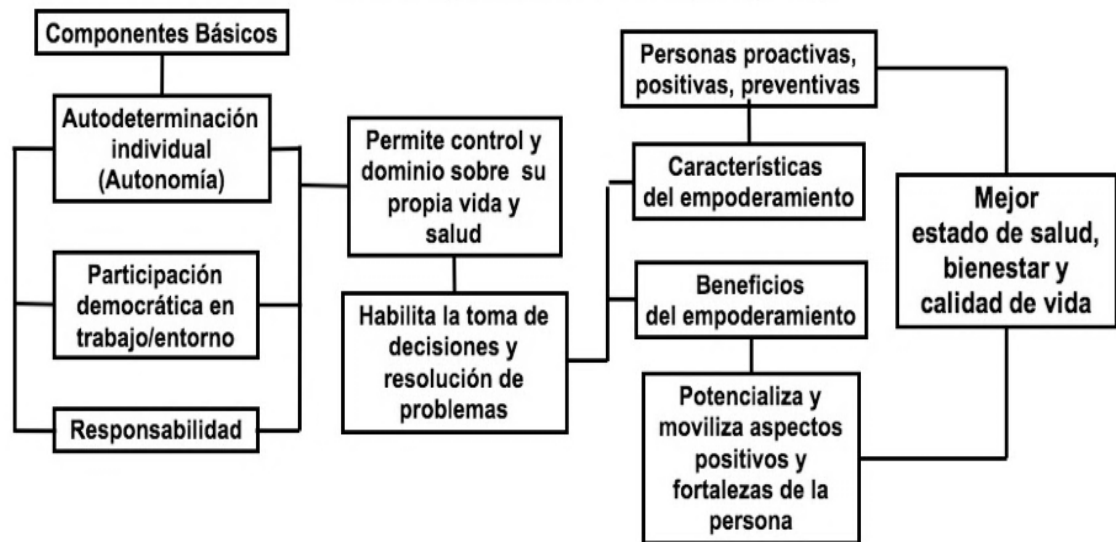 Componentes Básicos
Autodeterminación
individual
(Autonomía)
Participación
democrática en
trabajo/entorno
Responsabilidad
Permite control y
dominio sobre su
propia vida y
salud
Habilita la toma de
decisiones y
resolución de
problemas
Personas proactivas,
positivas, preventivas
Características
del empoderamiento
Beneficios
del empoderamiento
Potencializa y
moviliza aspectos
positivos y
fortalezas de la
persona
Mejor
estado de salud,
bienestar y
calidad de vida